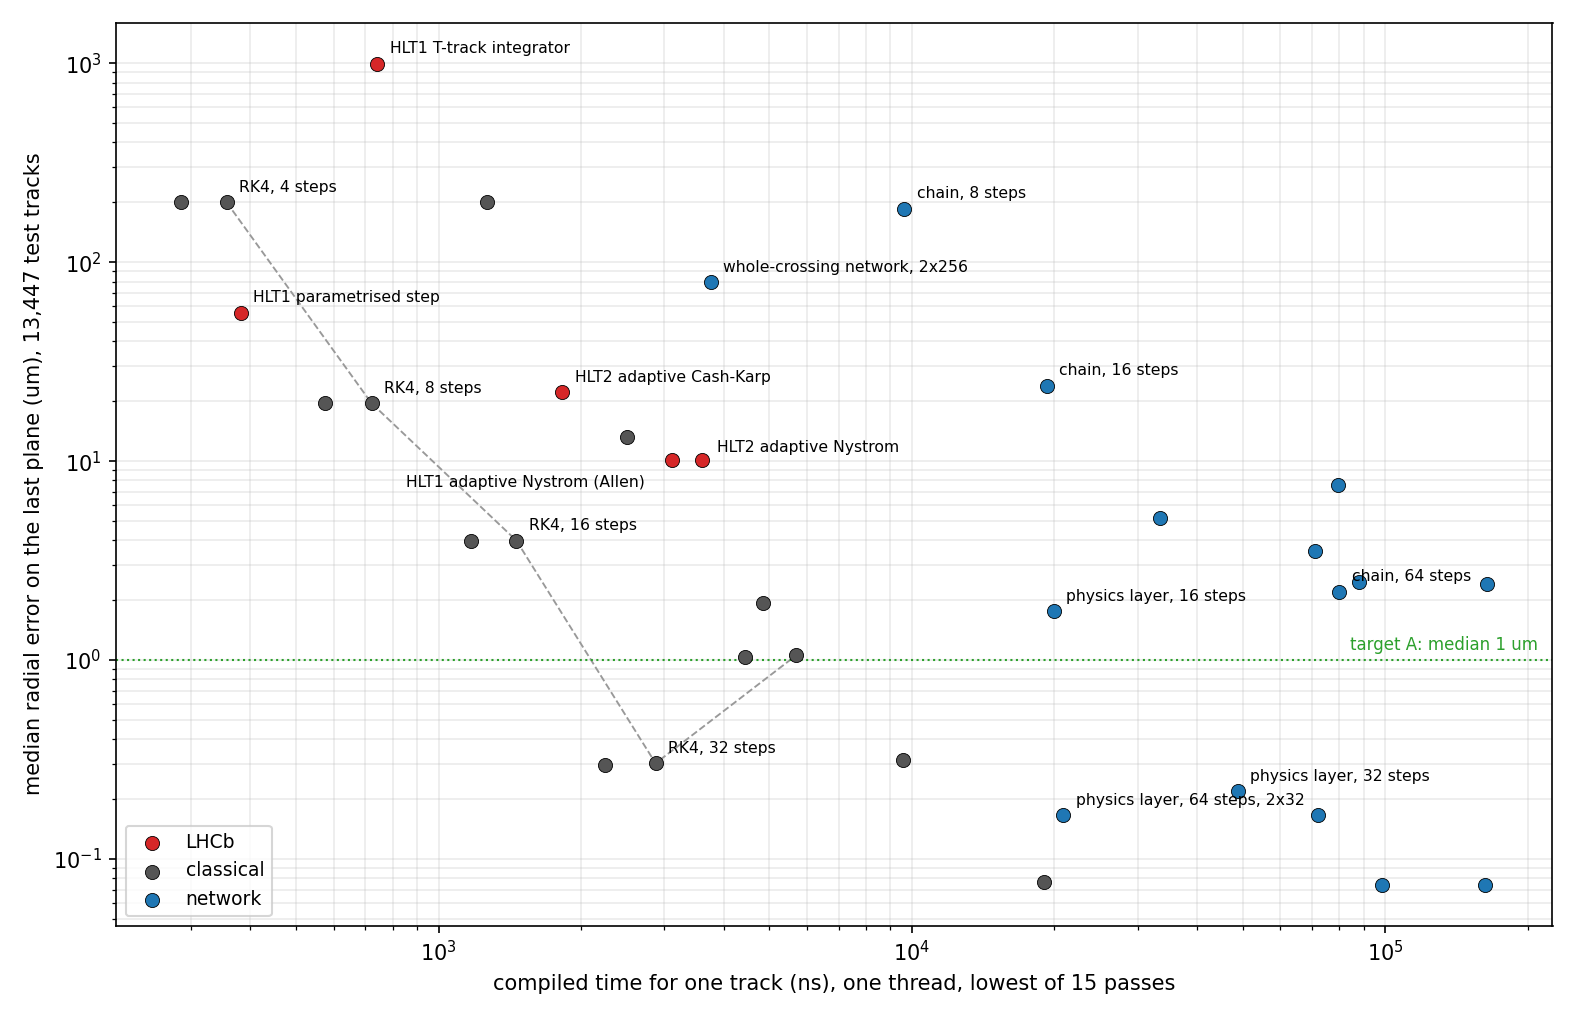 HLT1 T-track integrator
RK4, 4 steps
chain, 8 steps
whole-crossing network, 2x256
HLT1 parametrised step
HLT2 adaptive Cash-Karp
chain, 16 steps
RK4, 8 steps
HLT2 adaptive Nystrom
HLT1 adaptive Nystrom (Allen)
RK4, 16 steps
chain, 64 steps
physics layer, 16 steps
target A: median 1 um
RK4, 32 steps
physics layer, 32 steps
physics layer, 64 steps, 2x32
LHCb
classical
network
10³
10²
10¹
10⁰
10⁻¹
10³
10⁴
10⁵
compiled time for one track (ns), one thread, lowest of 15 passes
median radial error on the last plane (um), 13,447 test tracks